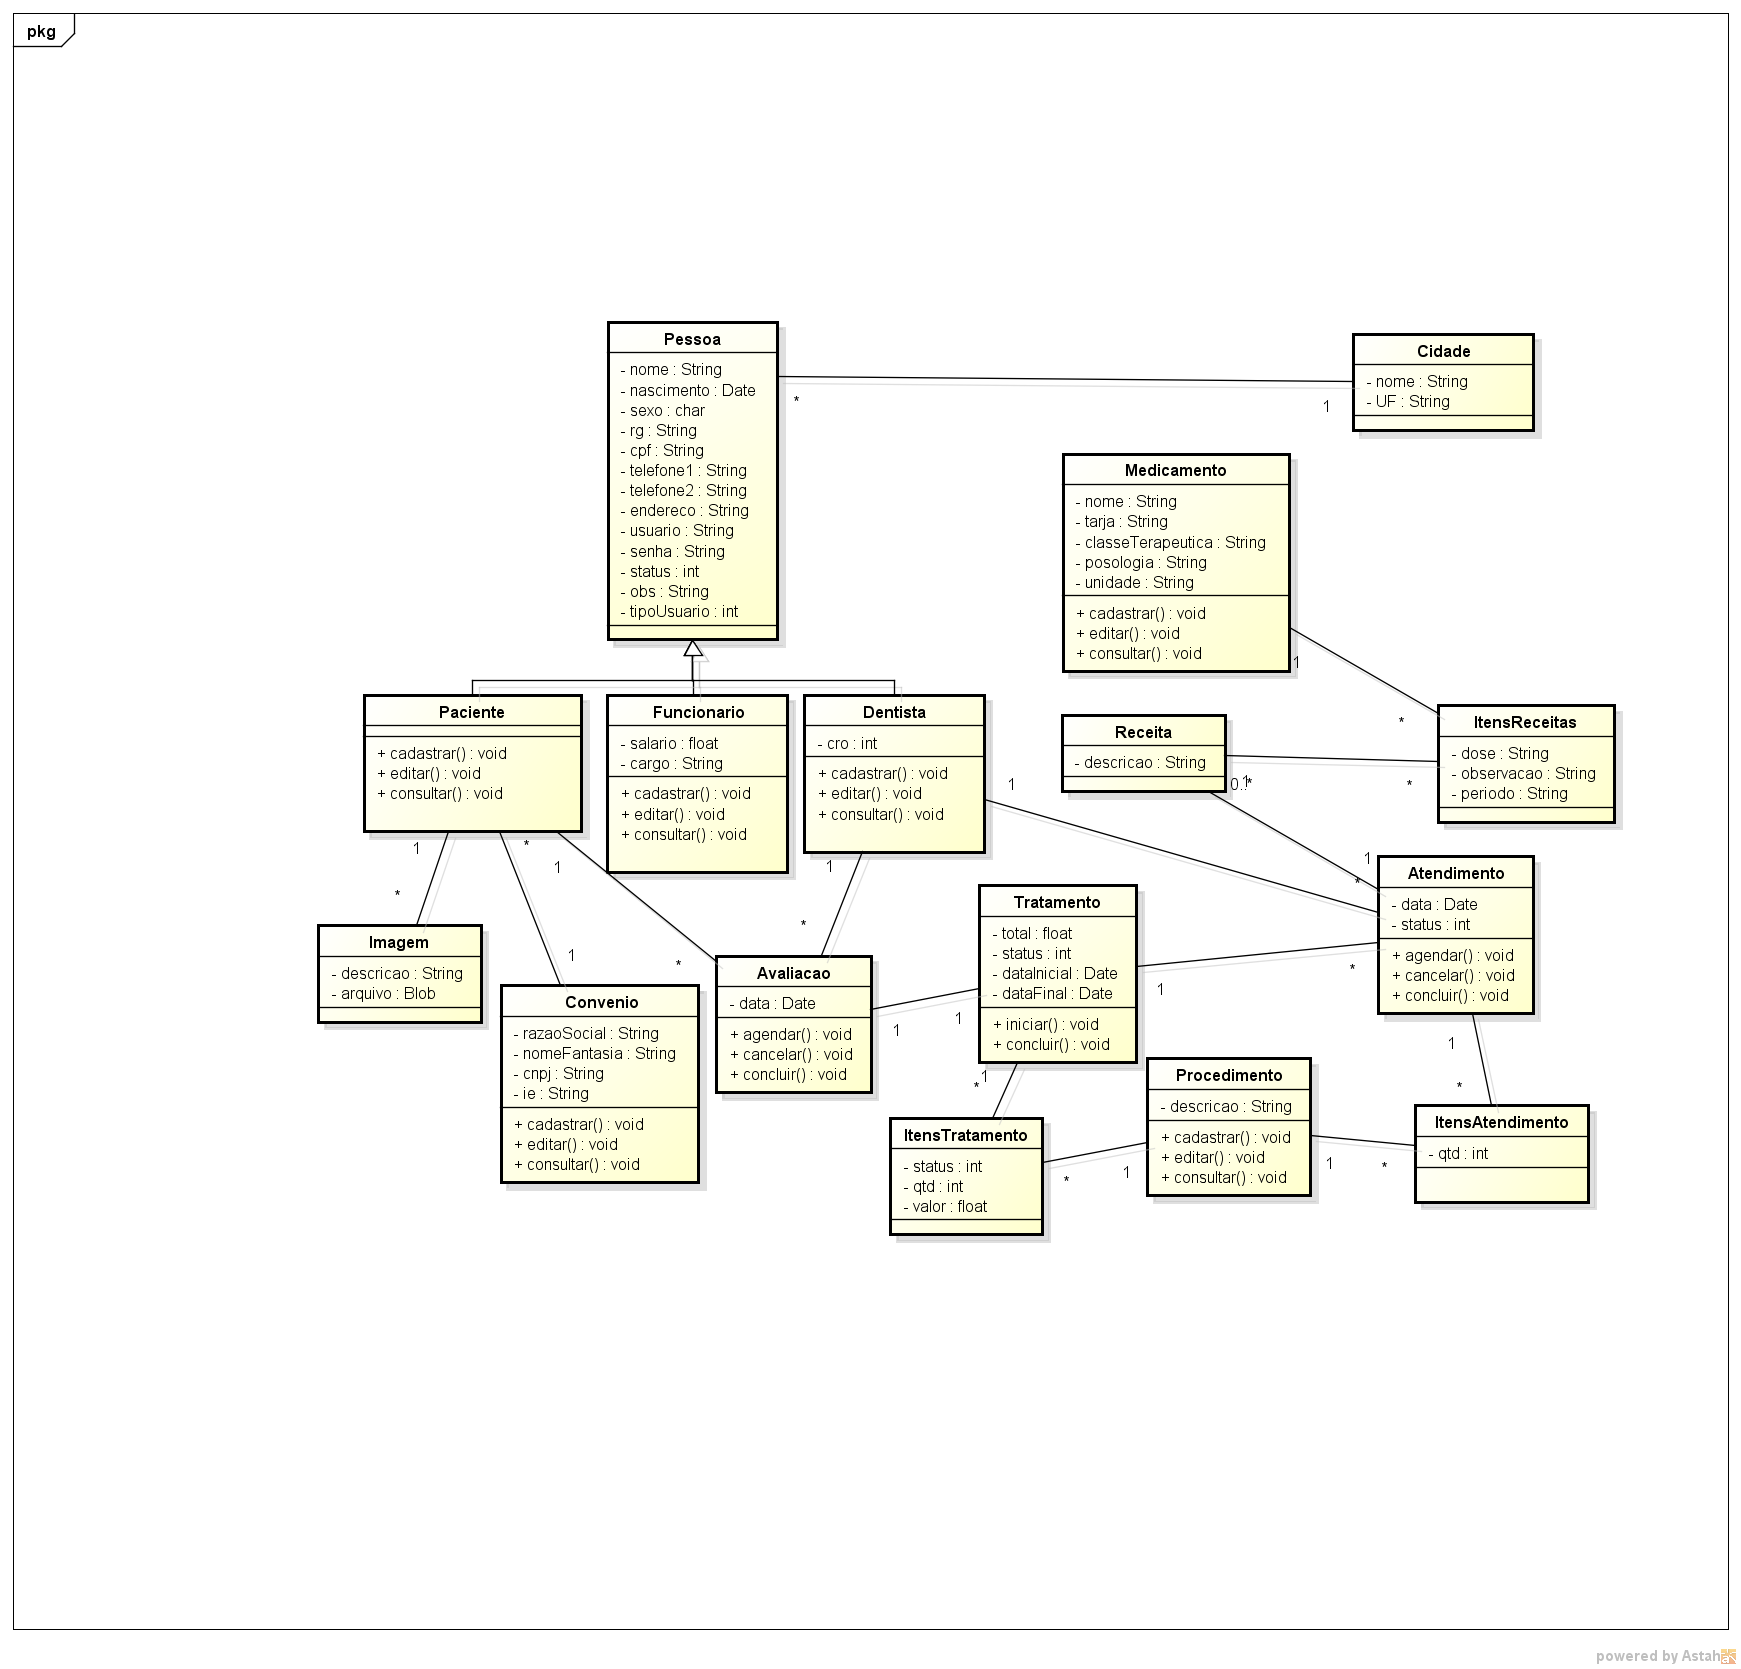 pkg
Pessoa
- nome : String
- nascimento : Date
- sexo : char
- rg : String
- cpf : String
- telefone1 : String
- telefone2 : String
- endereco : String
- usuario : String
- senha : String
- status : int
- obs : String
- tipoUsuario : int
*
1
Cidade
- nome : String
- UF : String
Medicamento
- nome : String
- tarja : String
- classeTerapeutica : String
- posologia : String
- unidade : String
+ cadastrar() : void
+ editar() : void
+ consultar() : void
1
*
Paciente
+ cadastrar() : void
+ editar() : void
+ consultar() : void
Funcionario
- salario : float
- cargo : String
+ cadastrar() : void
+ editar() : void
+ consultar() : void
Dentista
- cro : int
+ cadastrar() : void
+ editar() : void
+ consultar() : void
Receita
- descricao : String
ItensReceitas
- dose : String
- observacao : String
- periodo : String
1
0..*
1
*
1
*
*
1
1
*
1
*
1
*
1
*
Imagem
- descricao : String
- arquivo : Blob
Convenio
- razaoSocial : String
- nomeFantasia : String
- cnpj : String
- ie : String
+ cadastrar() : void
+ editar() : void
+ consultar() : void
Avaliacao
- data : Date
+ agendar() : void
+ cancelar() : void
+ concluir() : void
1
1
Tratamento
- total : float
- status : int
- dataInicial : Date
- dataFinal : Date
+ iniciar() : void
+ concluir() : void
1
*
Atendimento
- data : Date
- status : int
+ agendar() : void
+ cancelar() : void
+ concluir() : void
1
*
1
*
ItensTratamento
- status : int
- qtd : int
- valor : float
*
1
Procedimento
- descricao : String
+ cadastrar() : void
+ editar() : void
+ consultar() : void
1
*
ItensAtendimento
- qtd : int
powered by Astah